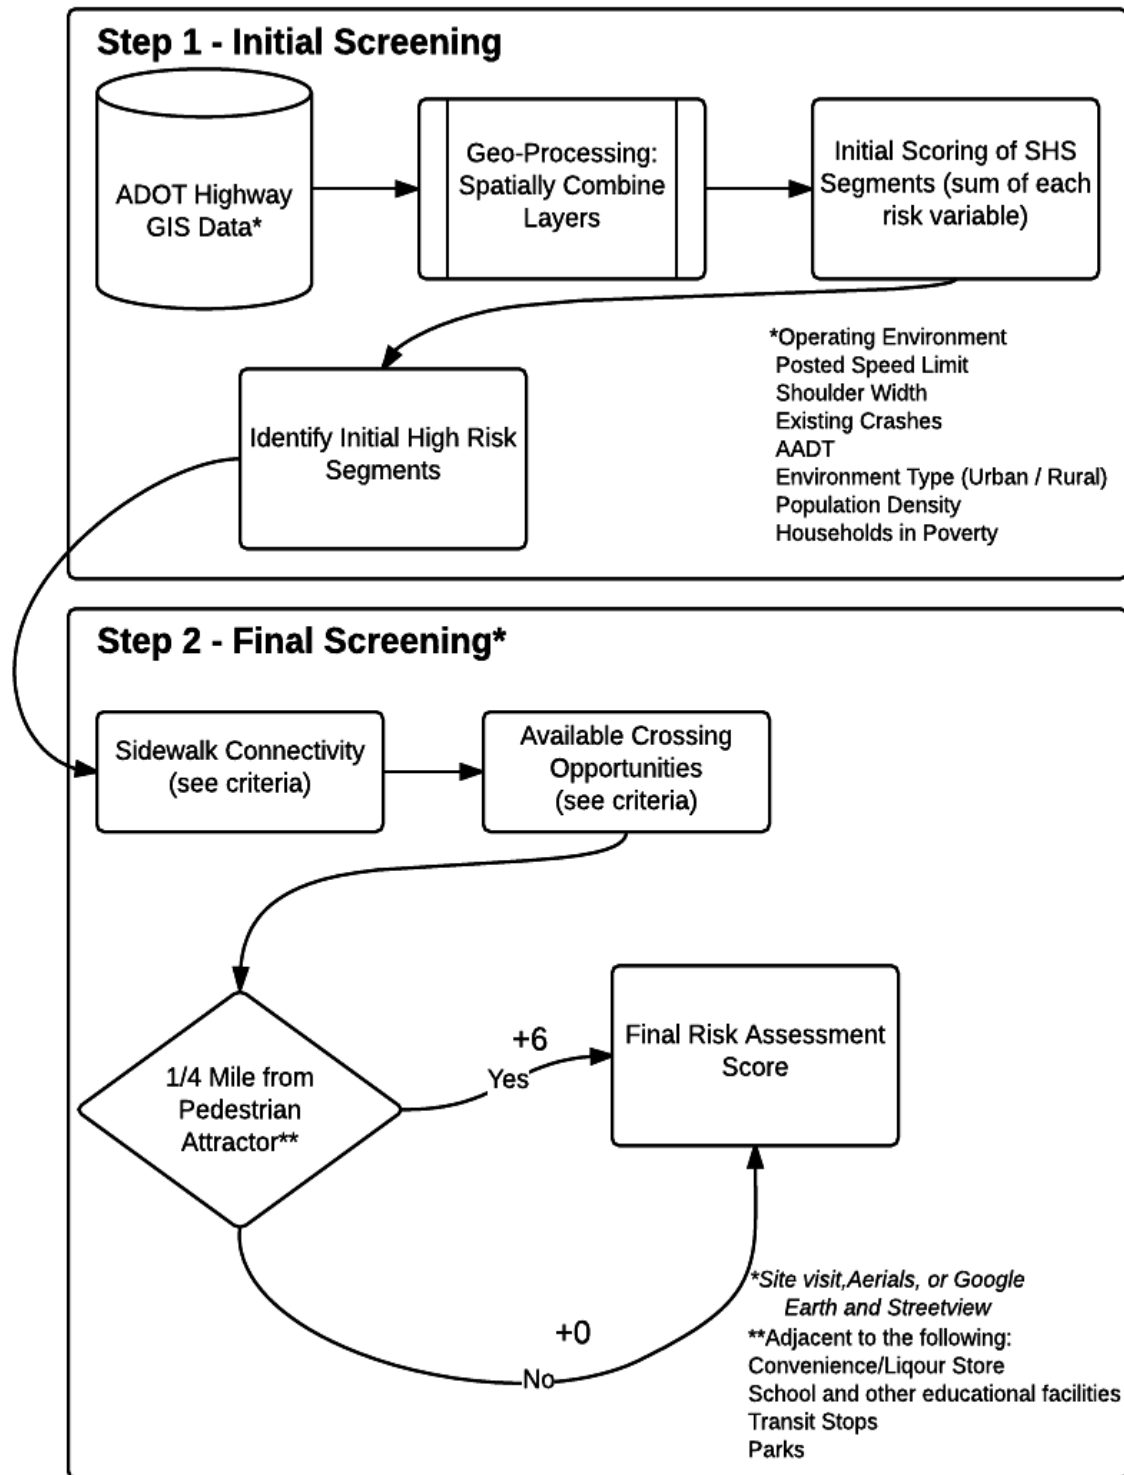 Step 1 - Initial Screening
ADOT Highway
GIS Data*
Geo-Processing:
Spatially Combine
Layers
Initial Scoring of SHS
Segments (sum of each
risk variable)
Identify Initial High Risk
Segments
*Operating Environment
Posted Speed Limit
Shoulder Width
Existing Crashes
AADT
Environment Type (Urban / Rural)
Population Density
Households in Poverty
Step 2 - Final Screening*
Sidewalk Connectivity
(see criteria)
Available Crossing
Opportunities
(see criteria)
1/4 Mile from
Pedestrian
Attractor**
+6
Yes
Final Risk Assessment
Score
+0
No
*Site visit,Aerials, or Google
Earth and Streetview
**Adjacent to the following:
Convenience/Liqour Store
School and other educational facilities
Transit Stops
Parks